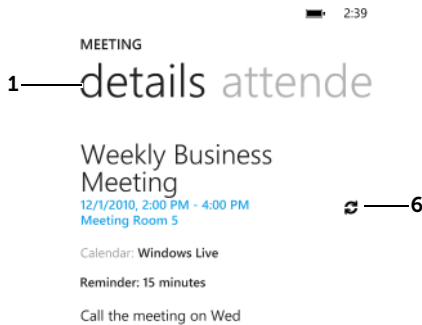 2:39
MEETING
1
details attende
Weekly Business
Meeting
12/1/2010, 2:00 PM - 4:00 PM
6
Meeting Room 5
Calendar: Windows Live
Reminder: 15 minutes
Call the meeting on Wed